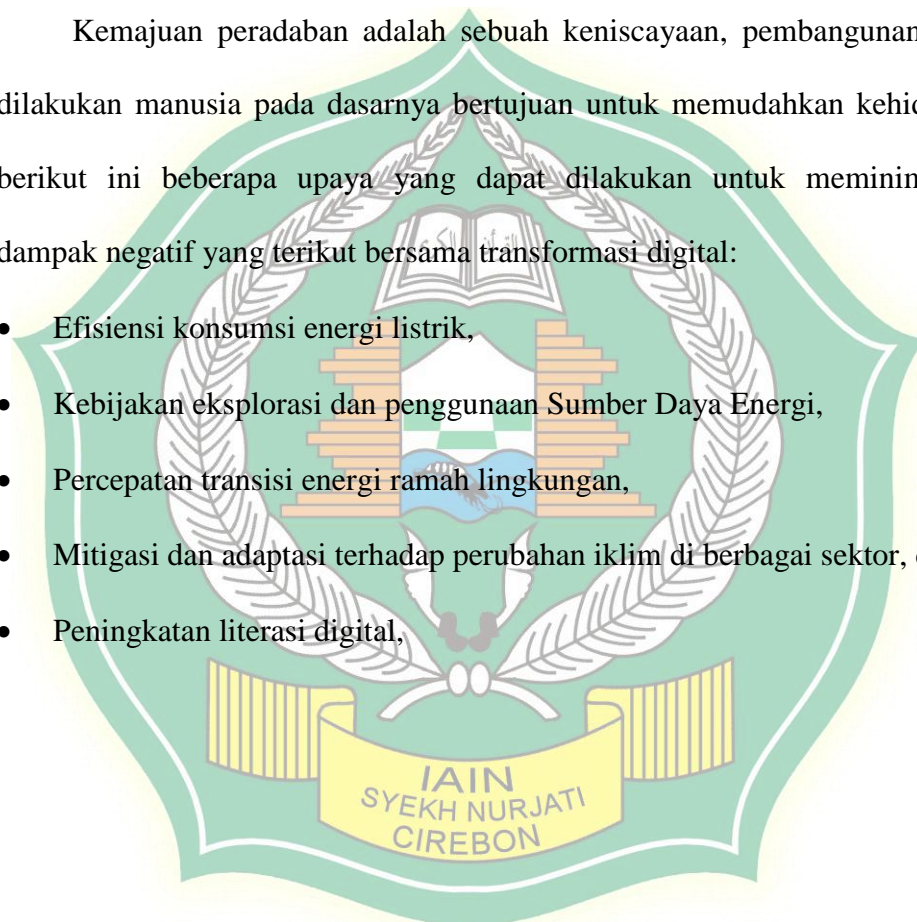 Kemajuan peradaban adalah sebuah keniscayaan, pembangunan
dilakukan manusia pada dasarnya bertujuan untuk memudahkan
berikut ini beberapa upaya yang dapat dilakukan untuk
dampak negatif yang terikut bersama transformasi digital:
• Efisiensi konsumsi energi listrik,
• Kebijakan eksplorasi dan penggunaan Sumber Daya Energi,
• Percepatan transisi energi ramah lingkungan,
• Mitigasi dan adaptasi terhadap perubahan iklim di berbagai sektor,
• Peningkatan literasi digital,
IAIN
SYEKH NURJATI
CIREBON